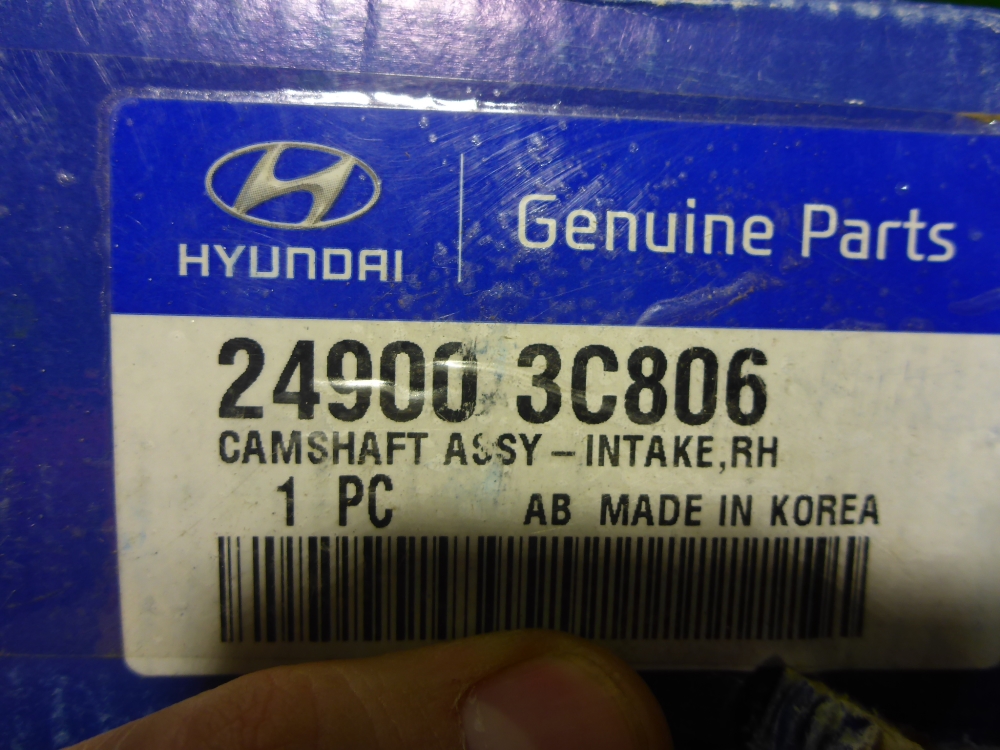 HYUNDAI
Genuine Parts
24900 3C806
CAMSHAFT ASSY-INTAKE,RH
1 PC AB MADE IN KOREA